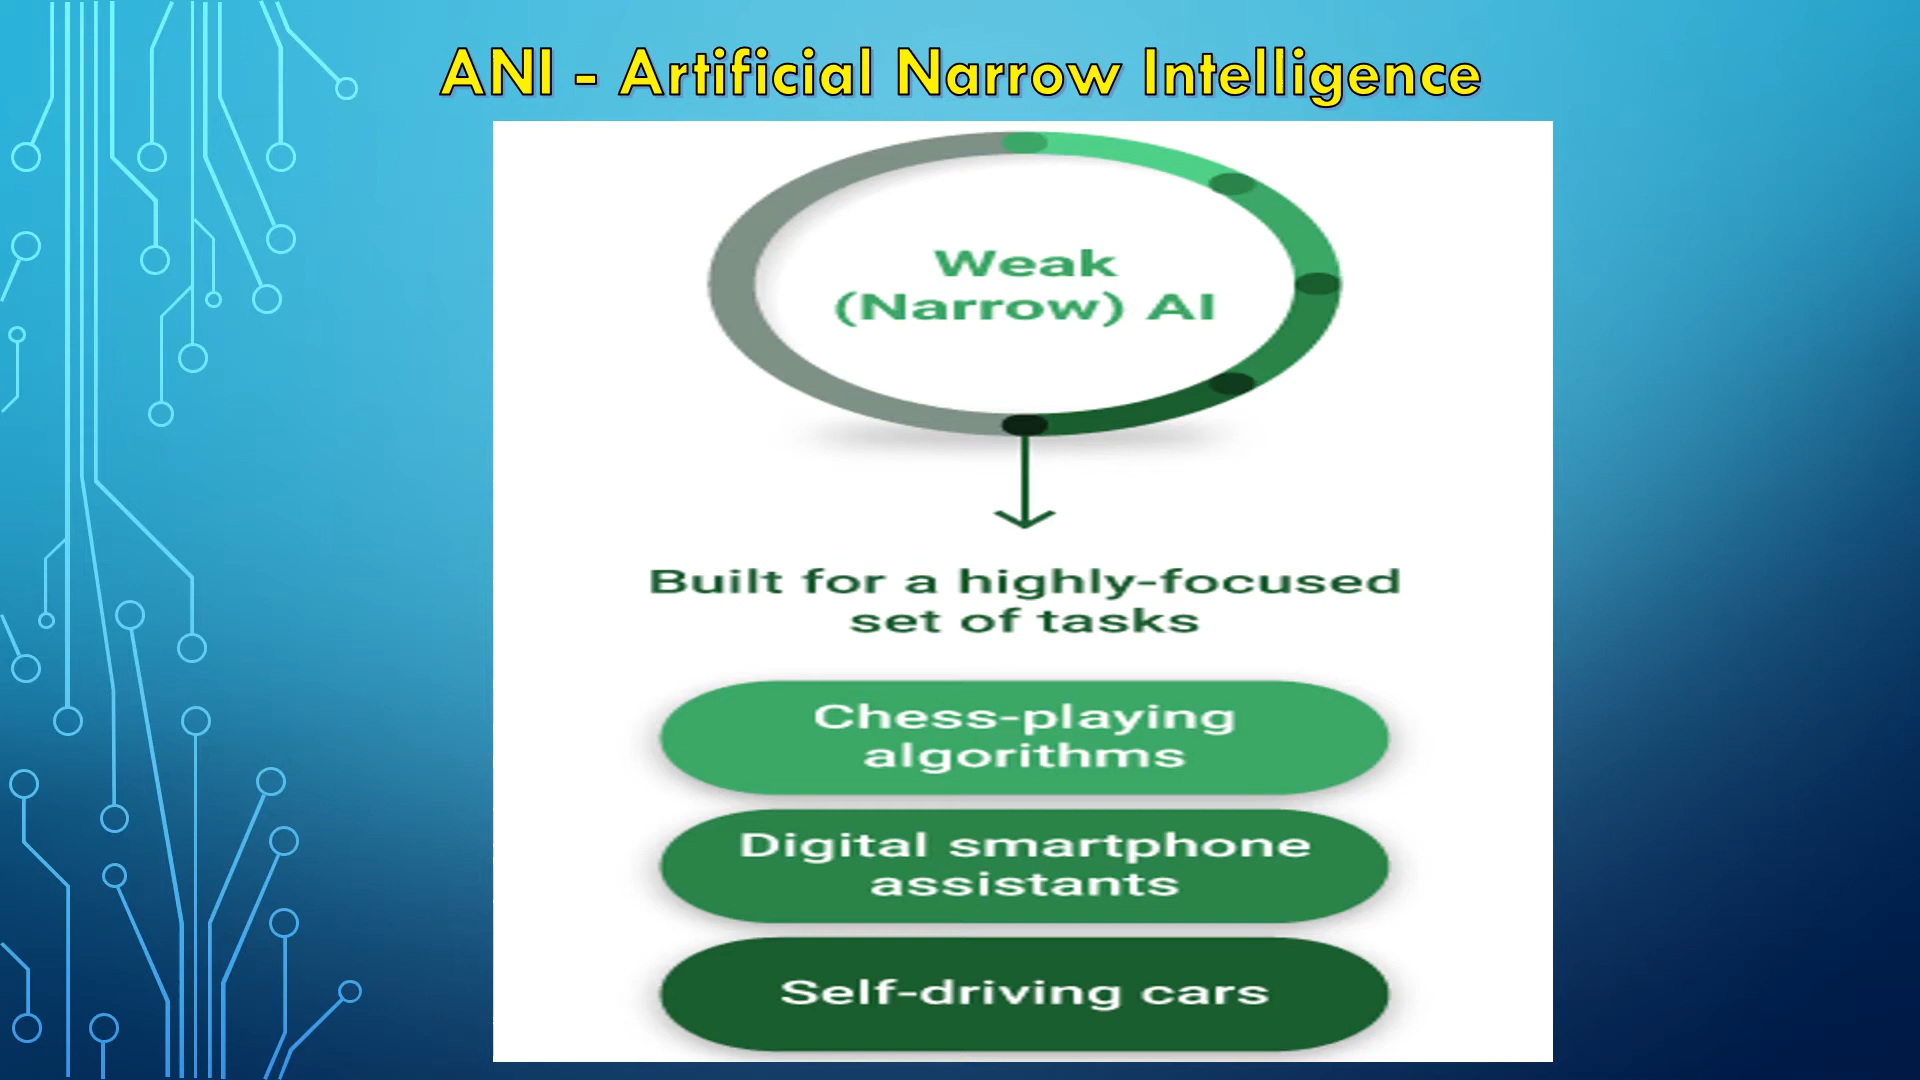 ANI - Artificial Narrow Intelligence
Weak
(Narrow) AI
Built for a highly-focused
set of tasks
Chess-playing
algorithms
Digital smartphone
assistants
Self-driving cars